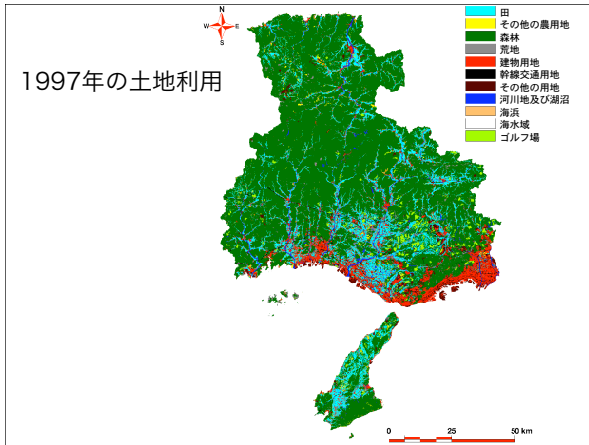 N
W
E
S
1997年の土地利用
田
その他の農用地
森林
荒地
建物用地
幹線交通用地
その他の用地
河川地及び湖沼
海浜
海水域
ゴルフ場
0 25 50 km